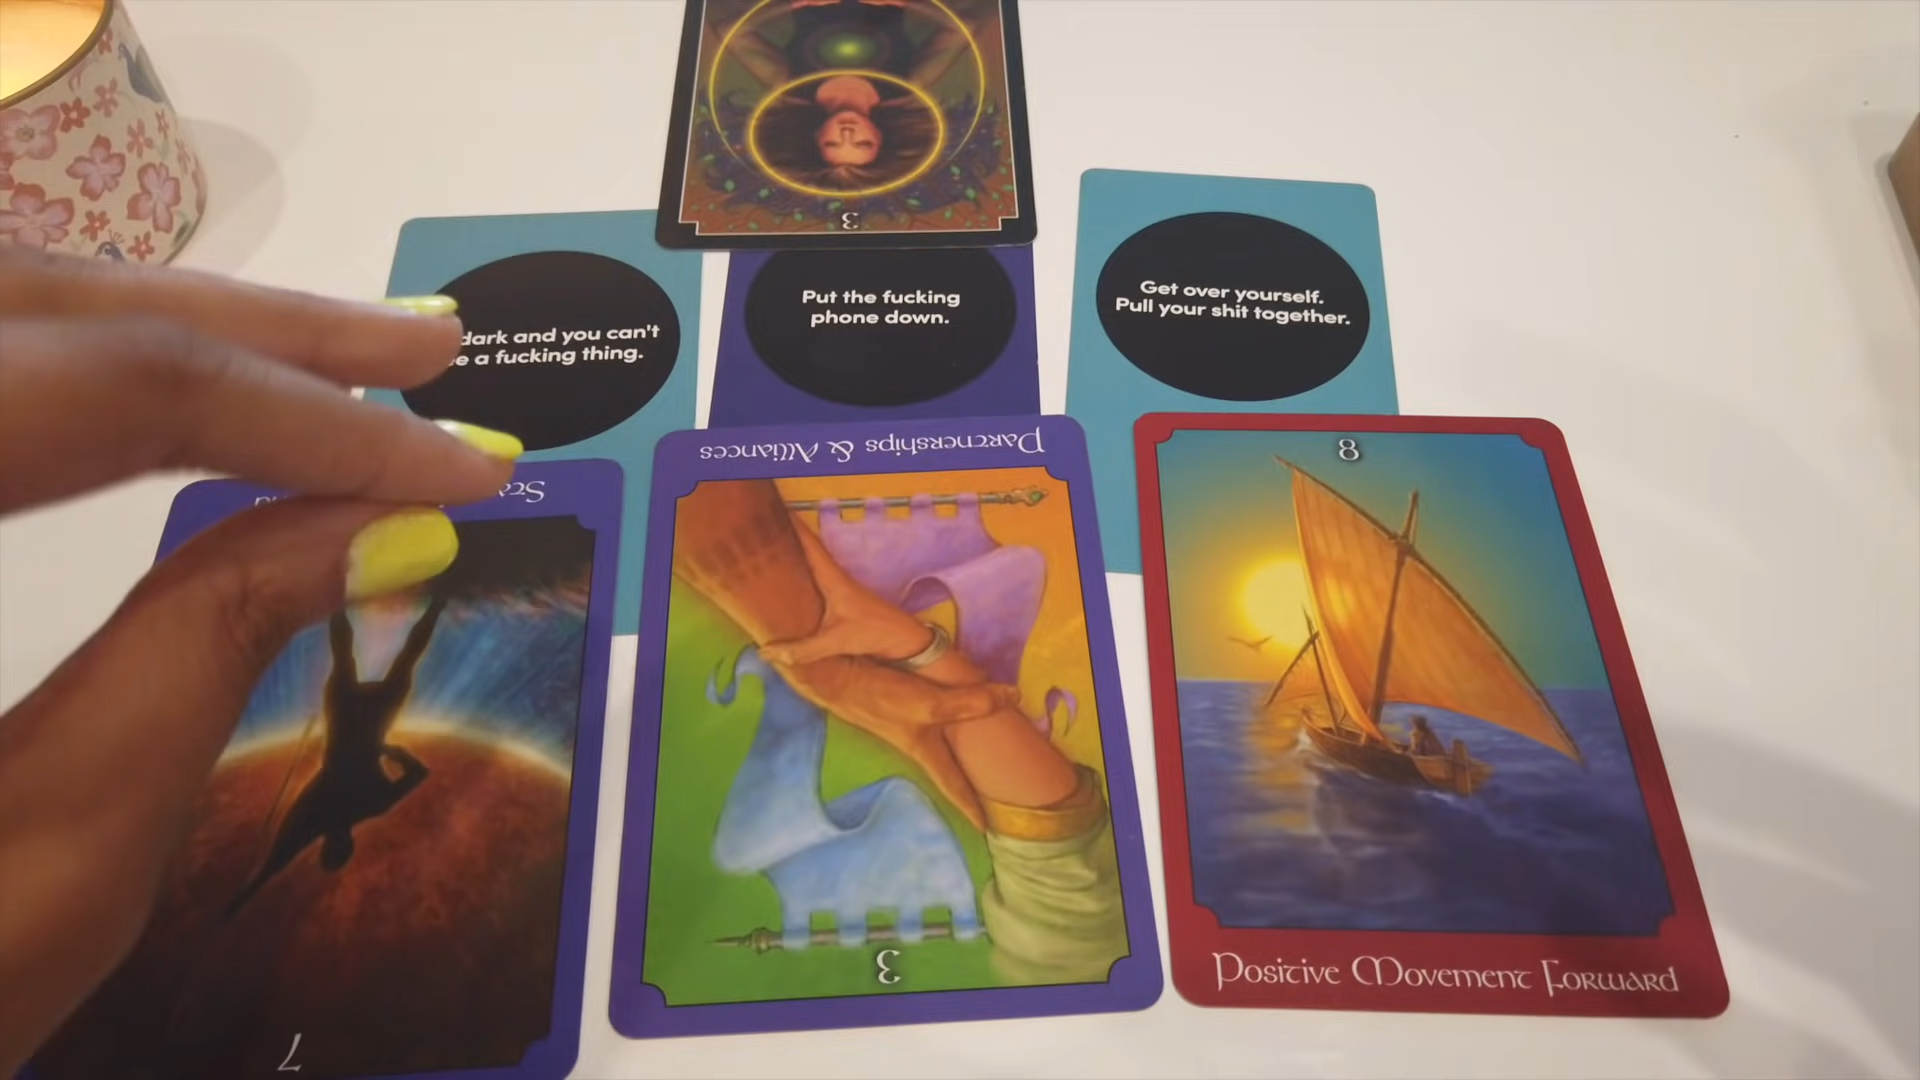 3
dark and you can't
a fucking thing.
Put the fucking
phone down.
Get over yourself.
Pull your shit together.
Partnerships & Alliances
3
8
Positive Movement Forward
7